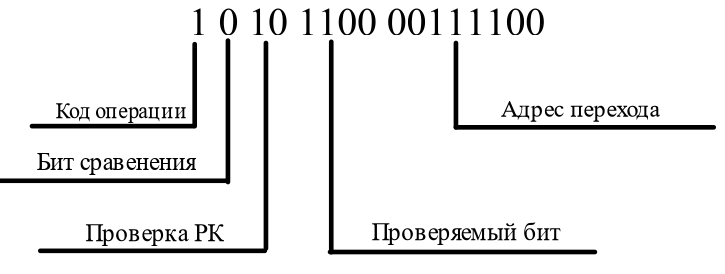 1 0 10 1100 00111100
Код операции
Адрес перехода
Бит сравенения
Проверка РК
Проверяемый бит